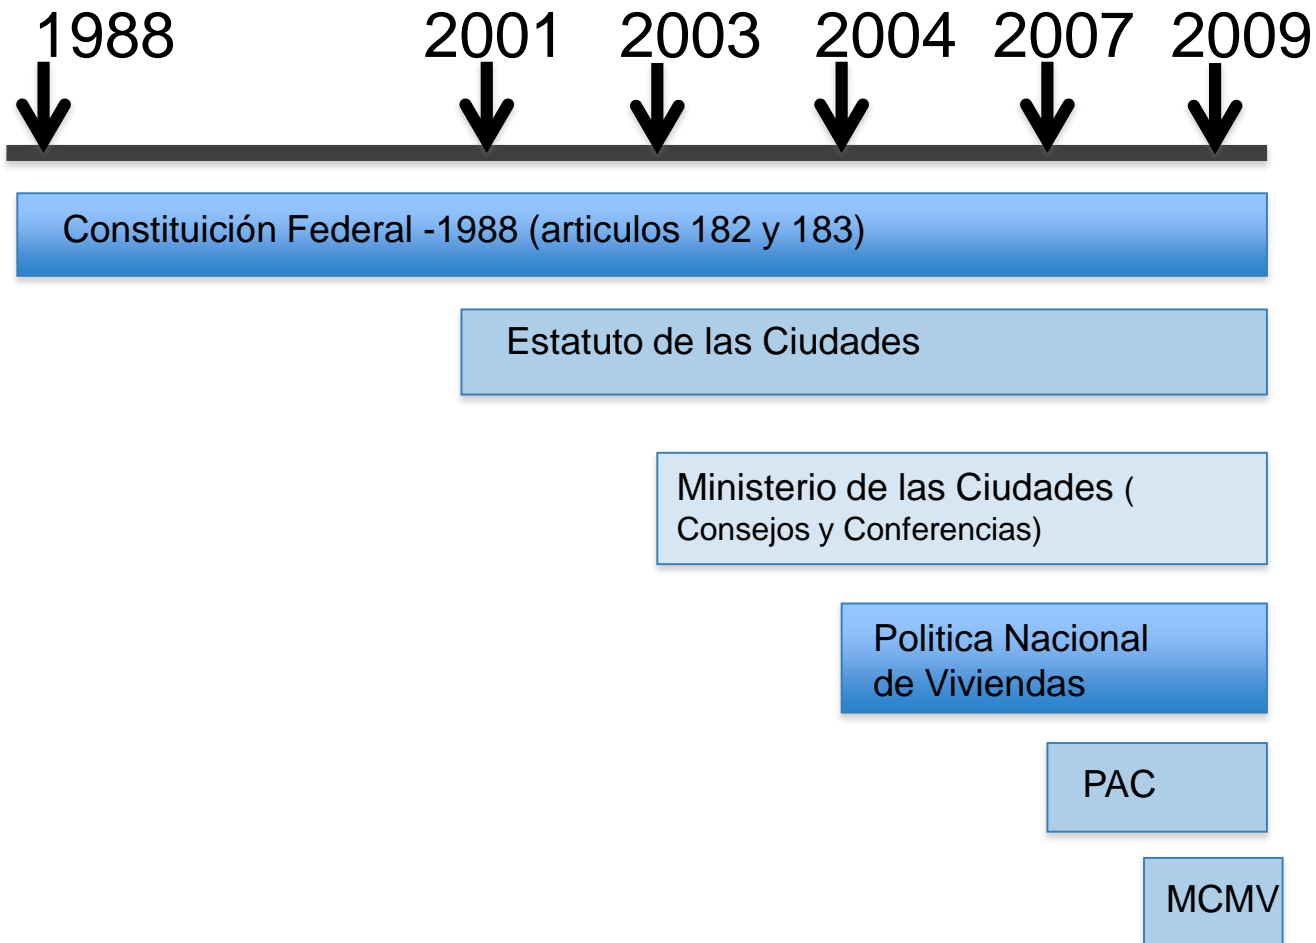 1988 2001 2003 2004 2007 2009
Constituición Federal -1988 (articulos 182 y 183)
Estatuto de las Ciudades
Ministerio de las Ciudades (
Consejos y Conferencias)
Politica Nacional
de Viviendas
PAC
MCMV